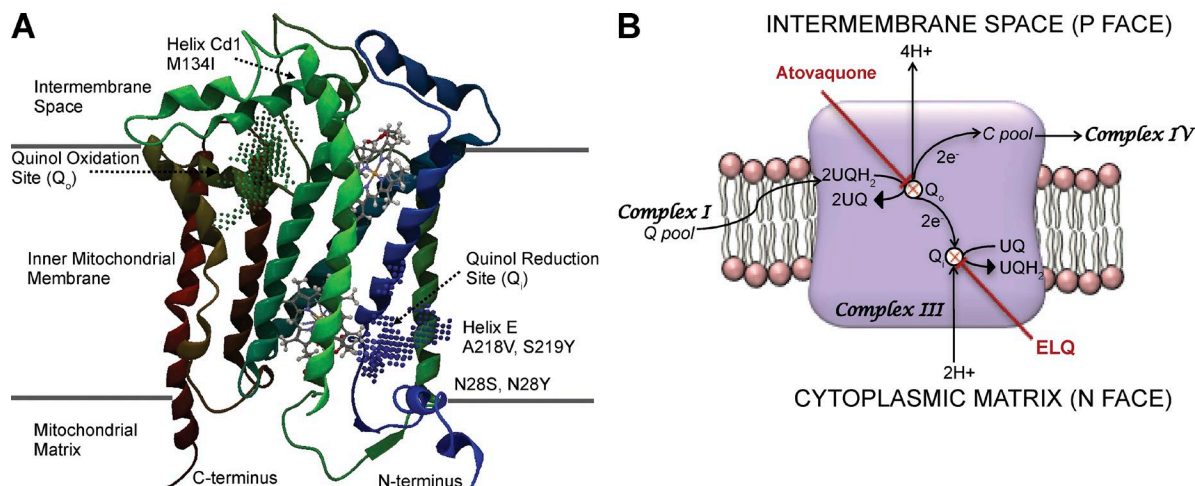 A
Helix Cd1
M134I
Intermembrane
Space
Quinol Oxidation
Site (Qo)
Inner Mitochondrial
Membrane
Quinol Reduction
Site (Qi)
Helix E
A218V, S219Y
N28S, N28Y
Mitochondrial
Matrix
C-terminus
N-terminus
B
INTERMEMBRANE SPACE (P FACE)
4H+
Atovaquone
C pool
Complex IV
2e-
2UQH2
Qo
2UQ
Complex I
Q pool
2e-
UQ
Qi
UQH2
Complex III
ELQ
2H+
CYTOPLASMIC MATRIX (N FACE)